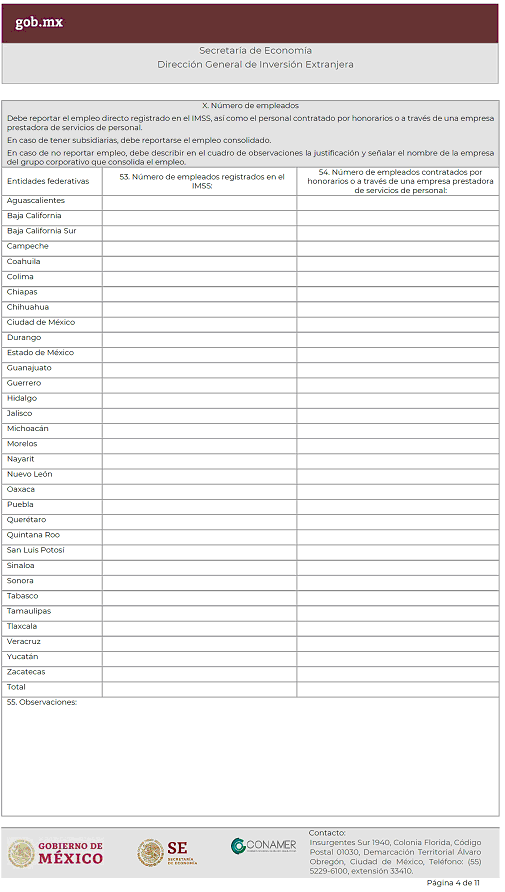 gob.mx
Secretaría de Economía
Dirección General de Inversión Extranjera
X. Número de empleados
Debe reportar el empleo directo registrado en el IMSS, así como el personal contratado por honorarios o a través de una empresa
prestadora de servicios de personal.
En caso de tener subsidiarias, debe reportarse el empleo consolidado.
En caso de no reportar empleo, debe describir en el cuadro de observaciones la justificación y señalar el nombre de la empresa
del grupo corporativo que consolida el empleo.
Entidades federativas
53. Número de empleados registrados en el
IMSS:
54. Número de empleados contratados por
honorarios o a través de una empresa prestadora
de servicios de personal:
Aguascalientes
Baja California
Baja California Sur
Campeche
Coahuila
Colima
Chiapas
Chihuahua
Ciudad de México
Durango
Estado de México
Guanajuato
Guerrero
Hidalgo
Jalisco
Michoacán
Morelos
Nayarit
Nuevo León
Oaxaca
Puebla
Querétaro
Quintana Roo
San Luis Potosí
Sinaloa
Sonora
Tabasco
Tamaulipas
Tlaxcala
Veracruz
Yucatán
Zacatecas
Total
55. Observaciones:
GOBIERNO DE
MÉXICO
SE
SECRETARÍA
DE ECONOMÍA
CONAMER
Contacto:
Insurgentes Sur 1940, Colonia Florida, Código
Postal 01030, Demarcación Territorial Álvaro
Obregón, Ciudad de México, Teléfono: (55)
5229-6100, extensión 33410.
Página 4 de 11